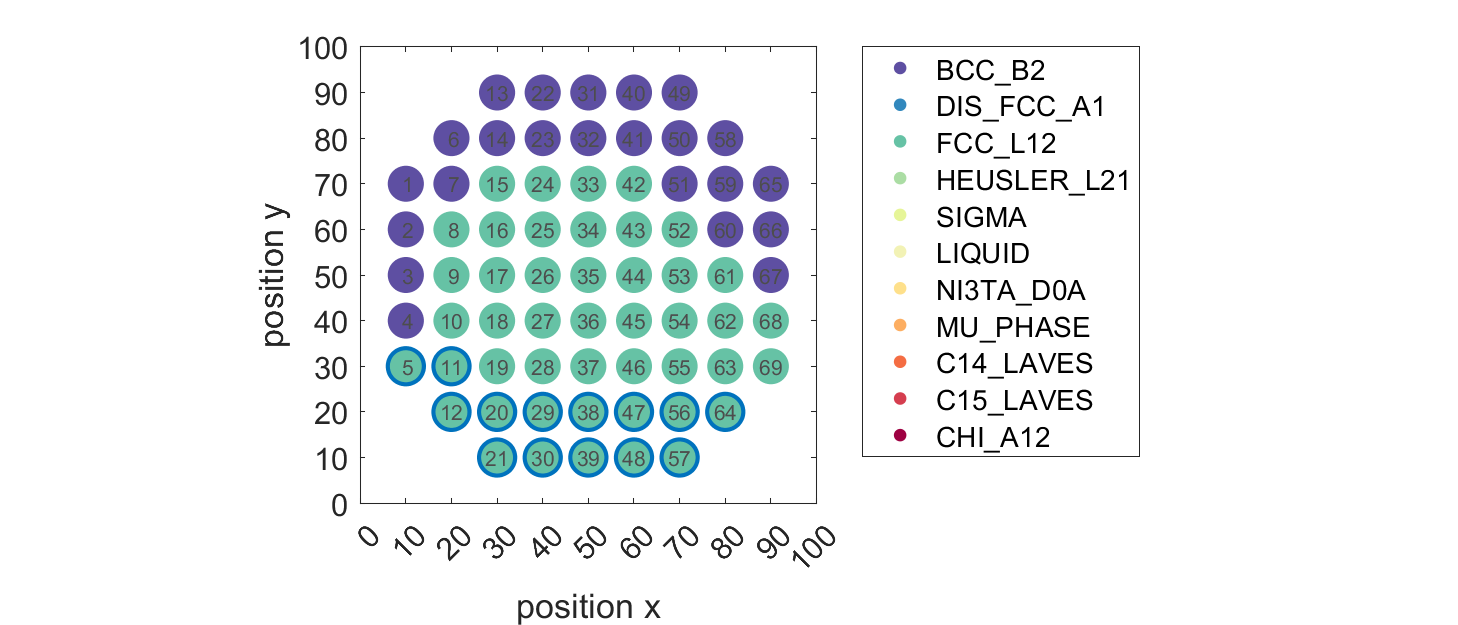 100
90
80
70
60
50
40
30
20
10
0
position y
13 22 31 40 49
6 14 23 32 41 50 58
1 7 15 24 33 42 51 59 65
2 8 16 25 34 43 52 60 66
3 9 17 26 35 44 53 61 67
4 10 18 27 36 45 54 62 68
5 11 19 28 37 46 55 63 69
12 20 29 38 47 56 64
21 30 39 48 57
0 10 20 30 40 50 60 70 80 90 100
position x
BCC_B2
DIS_FCC_A1
FCC_L12
HEUSLER_L21
SIGMA
LIQUID
NI3TA_D0A
MU_PHASE
C14_LAVES
C15_LAVES
CHI_A12